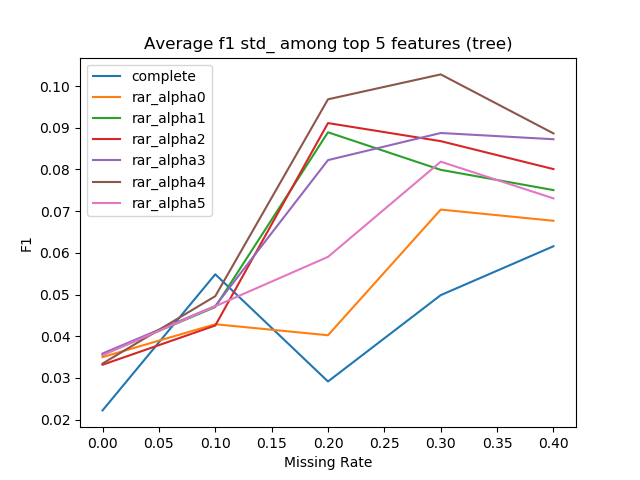 Average f1 std_ among top 5 features (tree)
complete
rar_alpha0
rar_alpha1
rar_alpha2
rar_alpha3
rar_alpha4
rar_alpha5
F1
0.10
0.09
0.08
0.07
0.06
0.05
0.04
0.03
0.02
0.00 0.05 0.10 0.15 0.20 0.25 0.30 0.35 0.40
Missing Rate